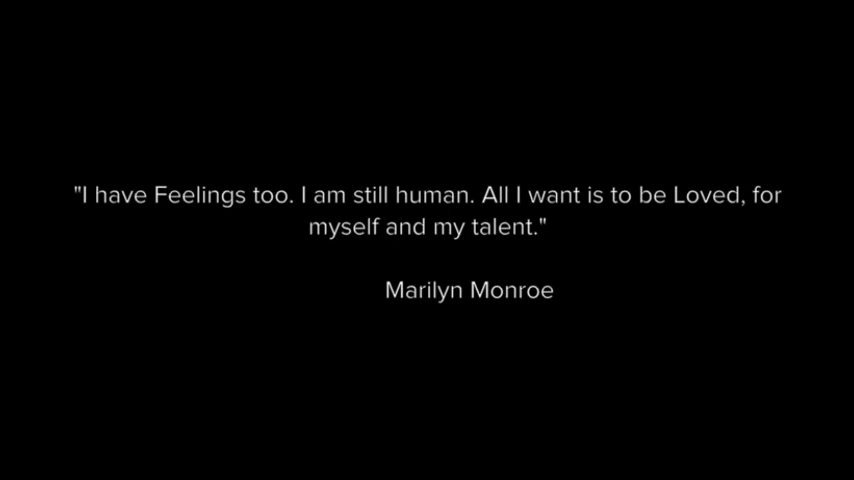 "I have Feelings too. I am still human. All I want is to be Loved, for
myself and my talent."
Marilyn Monroe